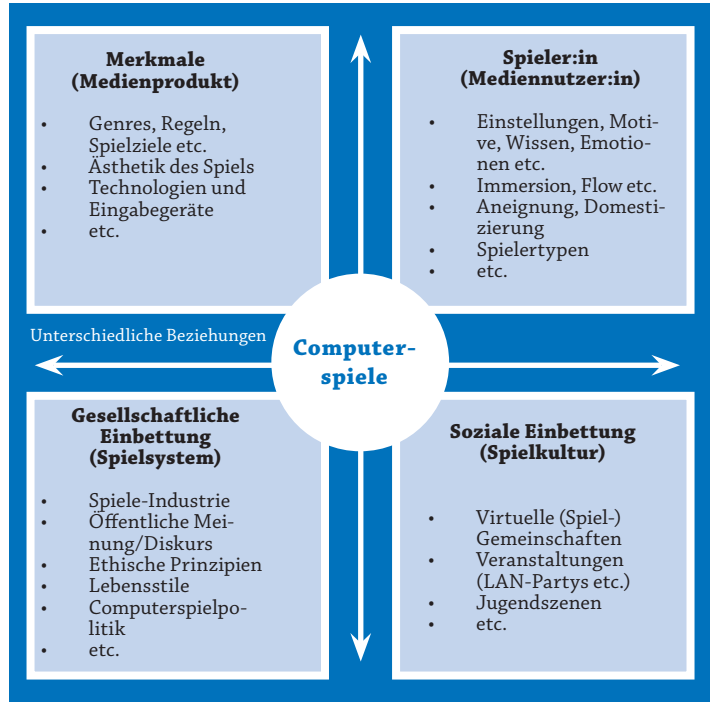 Merkmale
(Medienprodukt)
• Genres, Regeln,
Spielziele etc.
• Ästhetik des Spiels
• Technologien und
Eingabegeräte
• etc.
Spieler:in
(Mediennutzer:in)
• Einstellungen, Moti-
ve, Wissen, Emotio-
nen etc.
• Immersion, Flow etc.
• Aneignung, Domesti-
zierung
• Spielertypen
• etc.
Unterschiedliche Beziehungen
Computer-
spiele
Gesellschaftliche
Einbettung
(Spielsystem)
• Spiele-Industrie
• Öffentliche Mei-
nung/Diskurs
• Ethische Prinzipien
• Lebensstile
• Computerspielpo-
litik
• etc.
Soziale Einbettung
(Spielkultur)
• Virtuelle (Spiel-)
Gemeinschaften
• Veranstaltungen
(LAN-Partys etc.)
• Jugendszenen
• etc.